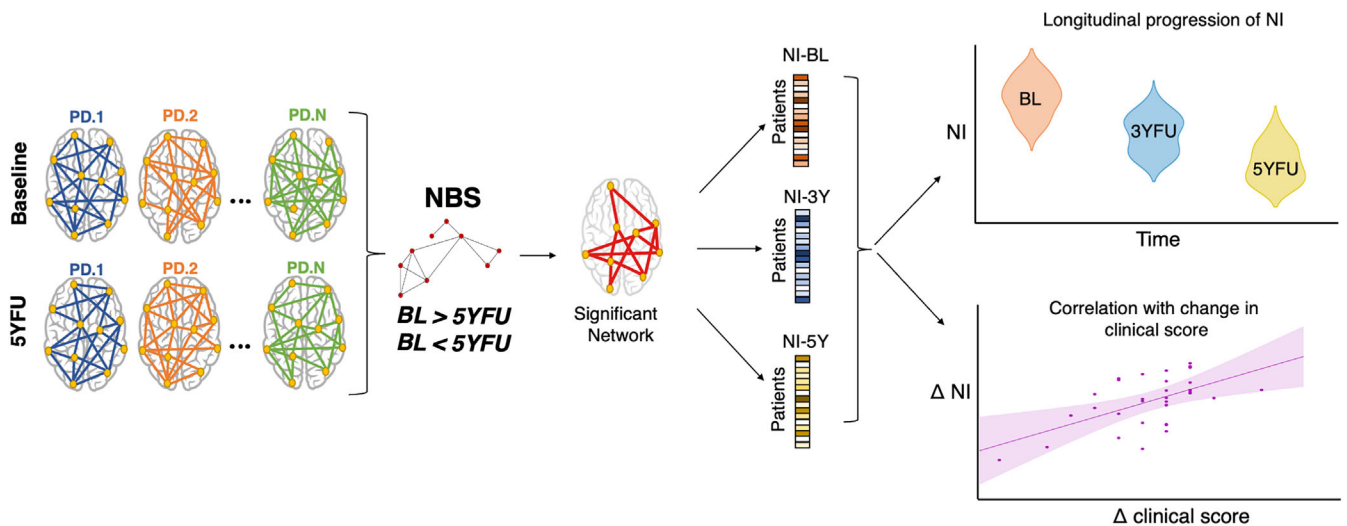 Baseline
PD.1
PD.2
PD.N
...
5YFU
PD.1
PD.2
PD.N
...
NBS
BL > 5YFU
BL < 5YFU
Significant
Network
NI-BL
Patients
NI-3Y
Patients
NI-5Y
Patients
Longitudinal progression of NI
NI
BL
3YFU
5YFU
Time
Correlation with change in
clinical score
Δ NI
Δ clinical score